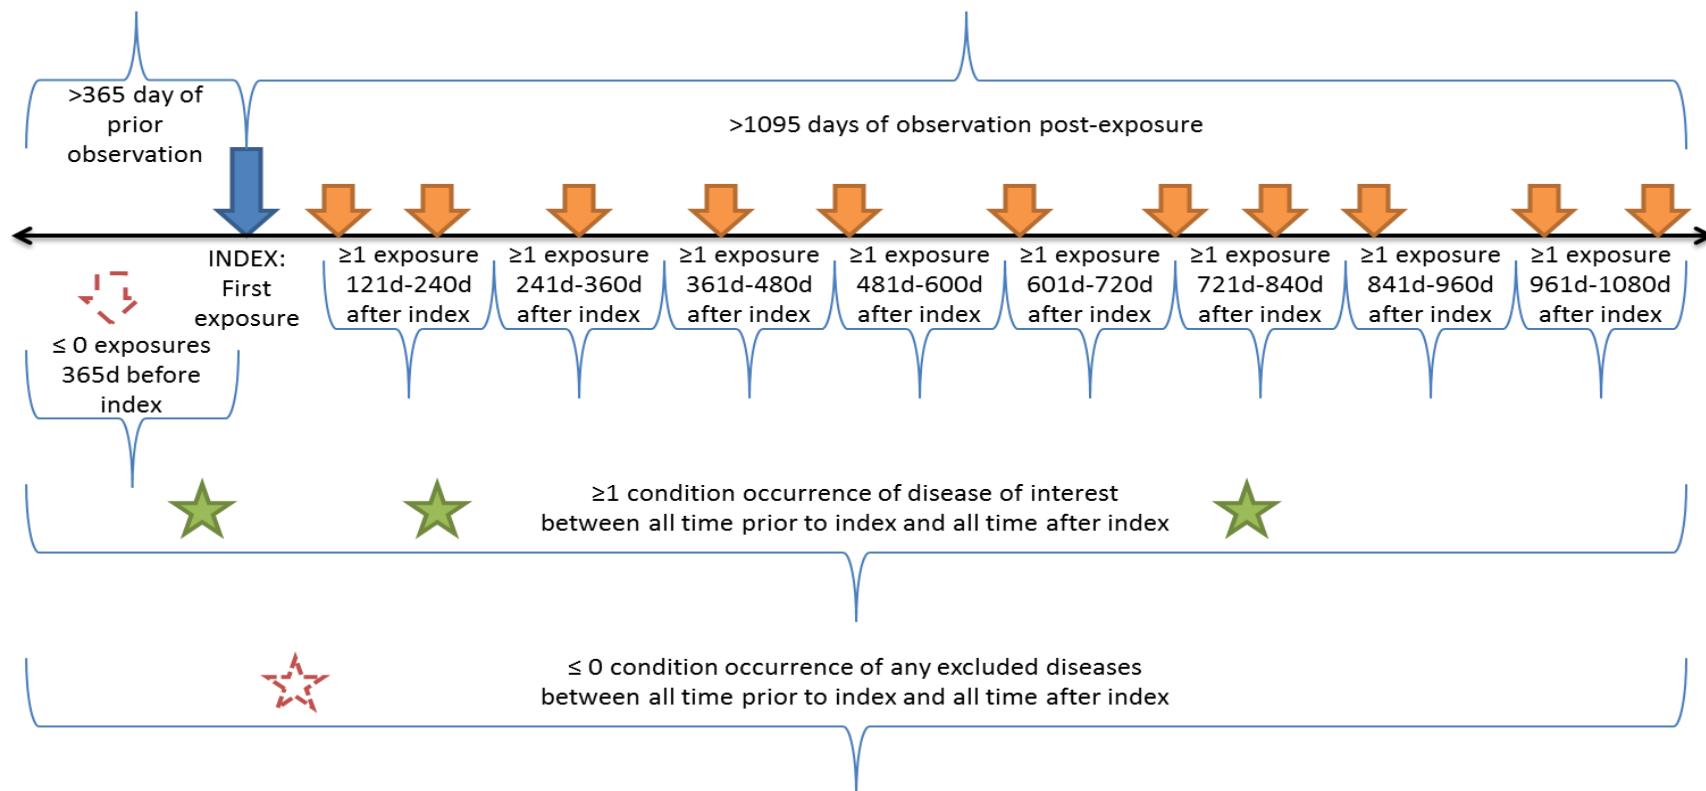 >365 day of
prior
observation
>1095 days of observation post-exposure
INDEX:
First
exposure
≥1 exposure
121d-240d
after index
≥1 exposure
241d-360d
after index
≥1 exposure
361d-480d
after index
≥1 exposure
481d-600d
after index
≥1 exposure
601d-720d
after index
≥1 exposure
721d-840d
after index
≥1 exposure
841d-960d
after index
≥1 exposure
961d-1080d
after index
≤ 0 exposures
365d before
index
≥1 condition occurrence of disease of interest
between all time prior to index and all time after index
≤ 0 condition occurrence of any excluded diseases
between all time prior to index and all time after index